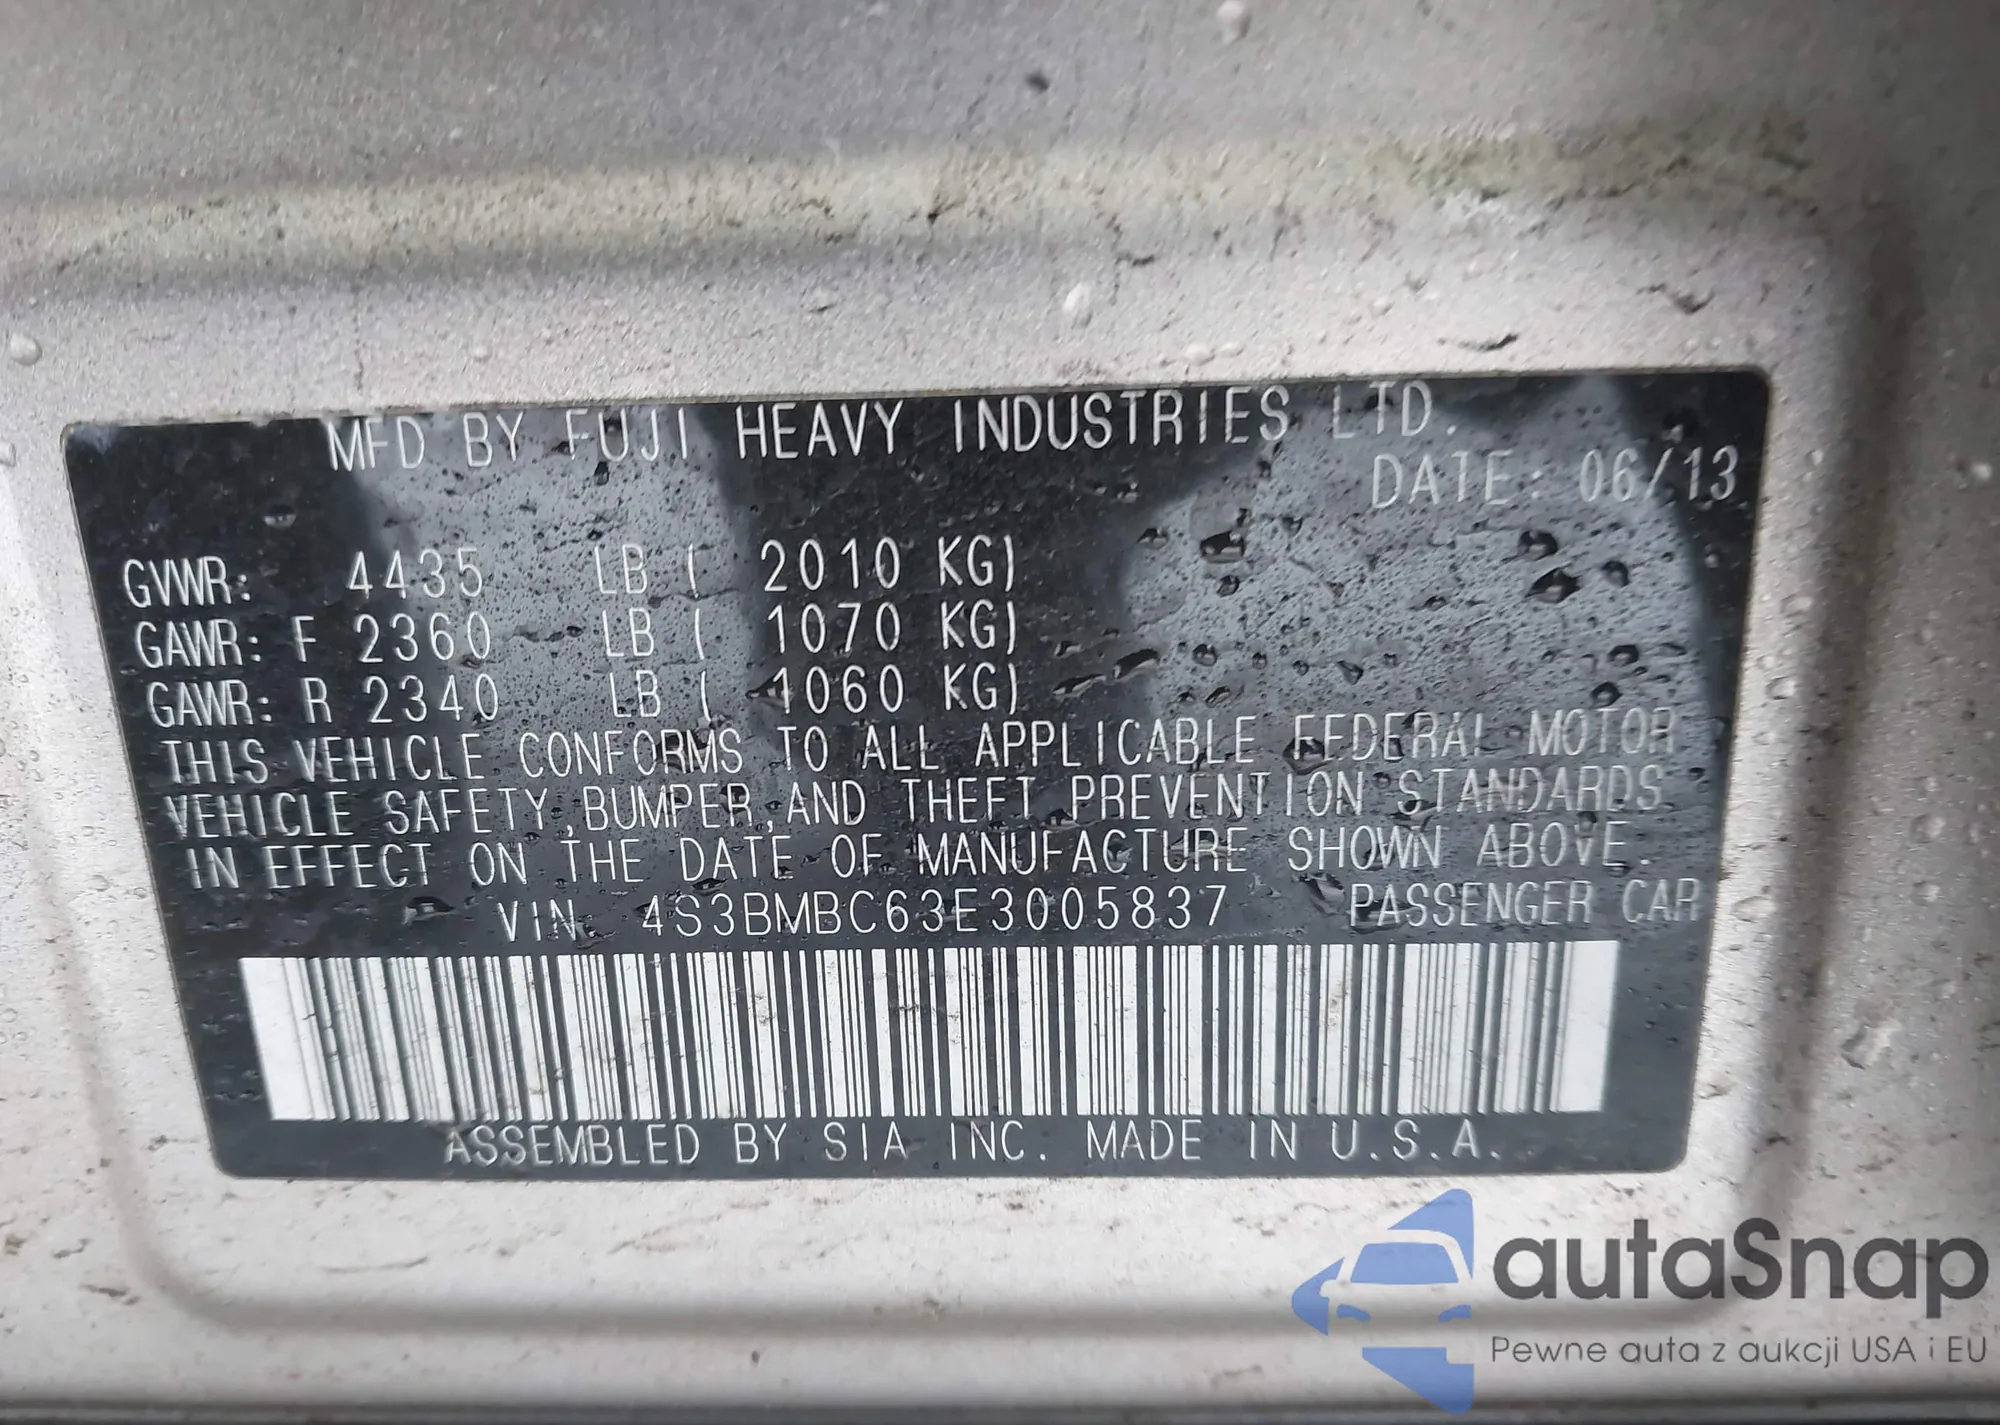 MFD BY FUJI HEAVY INDUSTRIES LTD.
DATE: 06/13
GVWR: 4435 LB ( 2010 KG)
GAWR: F 2360 LB ( 1070 KG)
GAWR: R 2340 LB ( 1060 KG)
THIS VEHICLE CONFORMS TO ALL APPLICABLE FEDERAL MOTOR
VEHICLE SAFETY,BUMPER,AND THEFT PREVENTION STANDARDS
IN EFFECT ON THE DATE OF MANUFACTURE SHOWN ABOVE.
VIN: 4S3BMBC63E3005837 PASSENGER CAR
ASSEMBLED BY SIA INC. MADE IN U.S.A.
autaSnap
Pewne auta z aukcji USA i EU